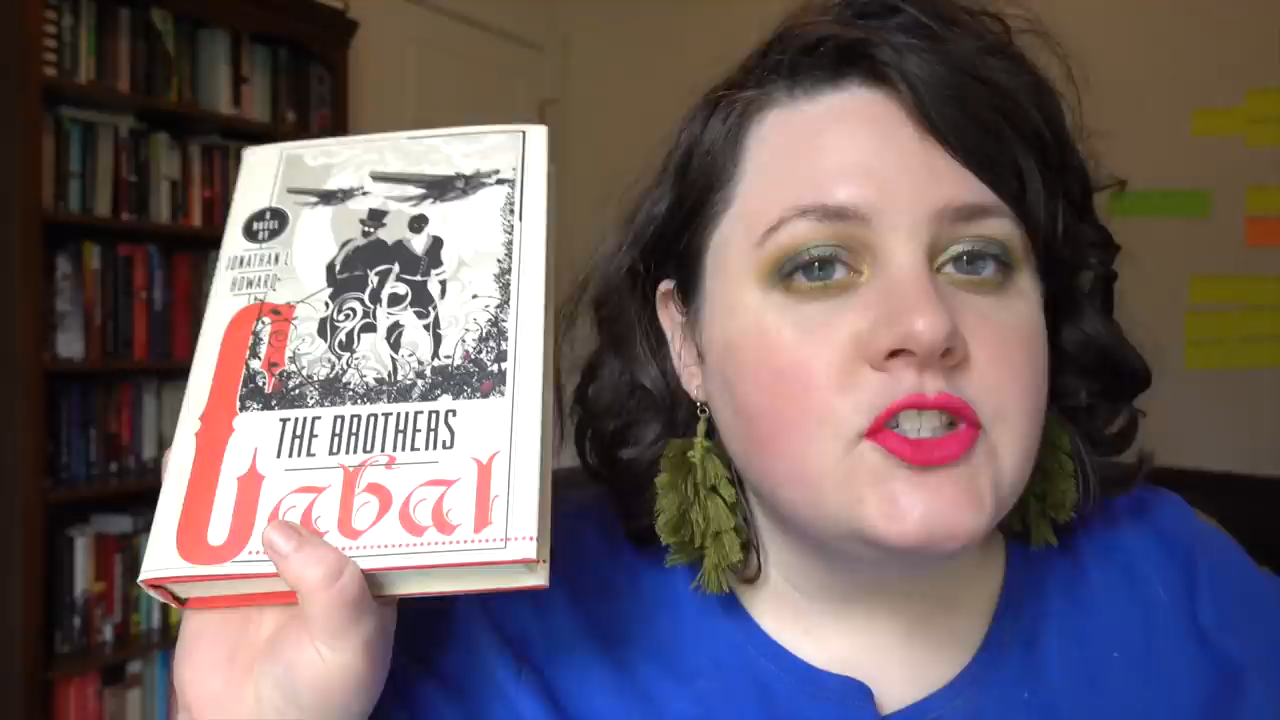 A
NOVEL
BY
JONATHAN L.
HOWARD
THE BROTHERS
Cabal